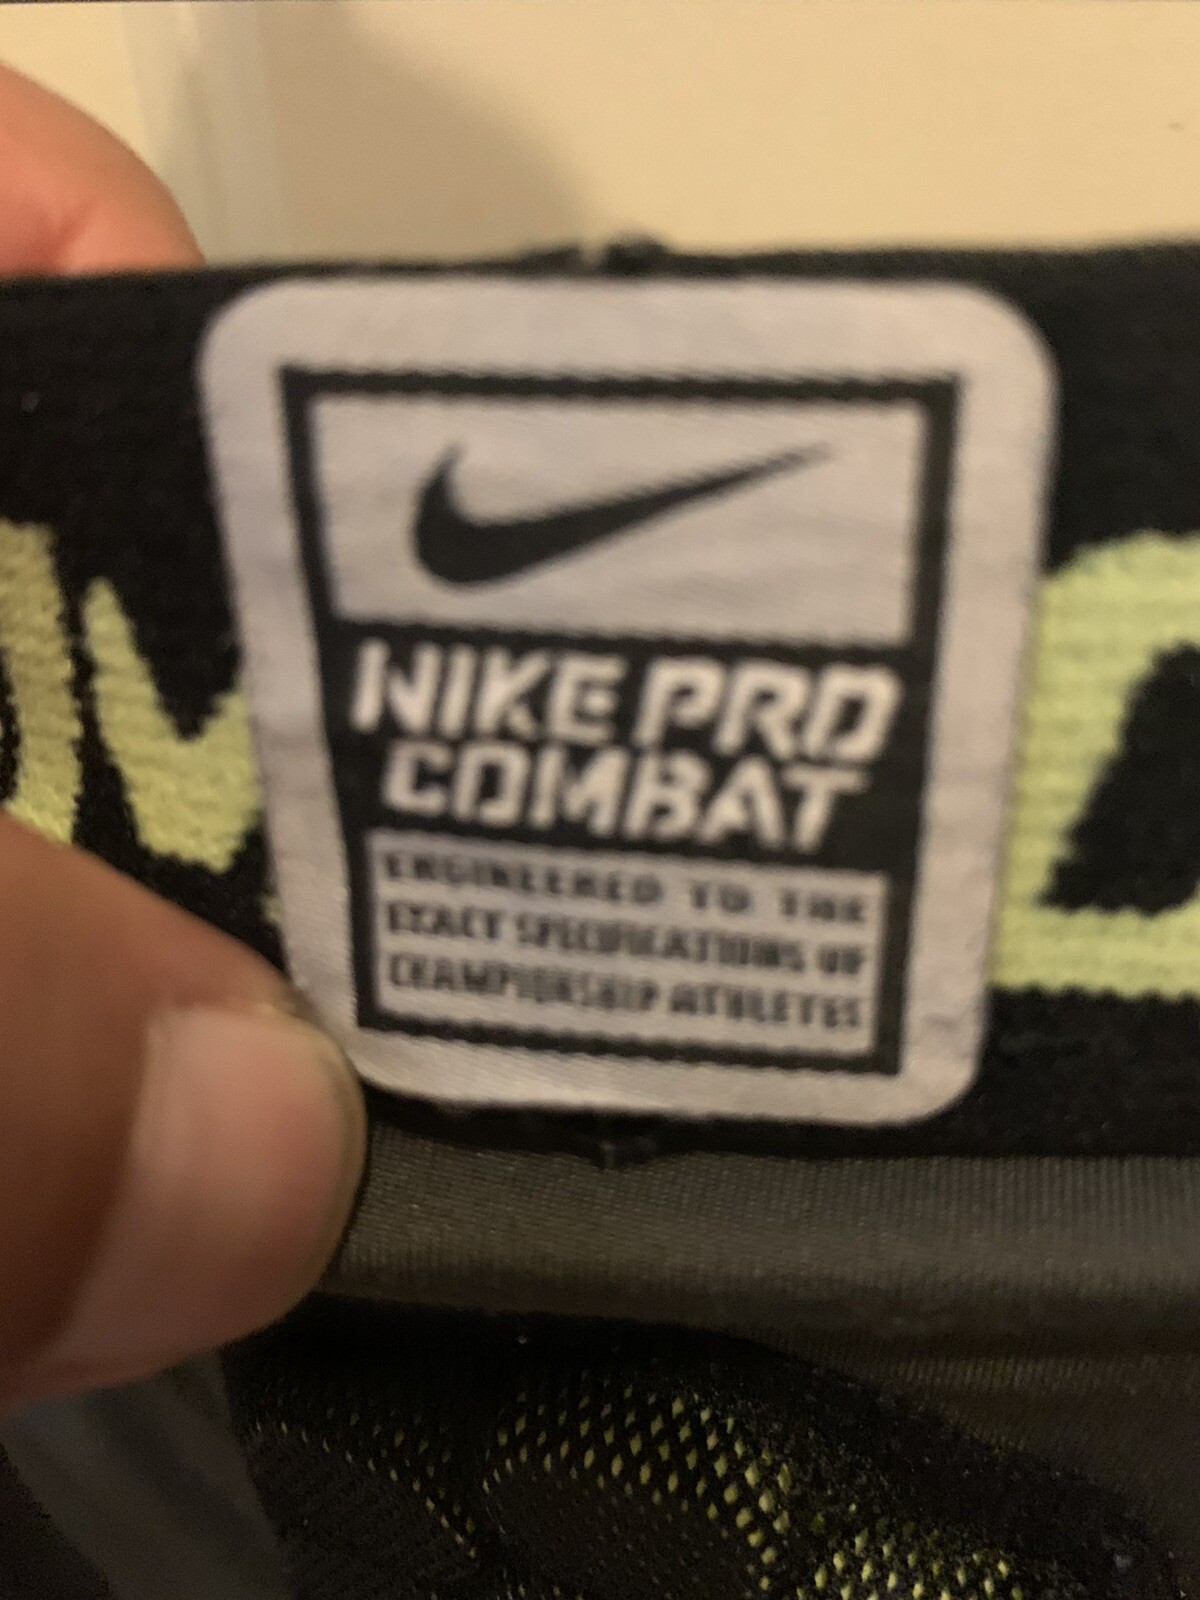 NIKE PRO
COMBAT
ENGINEERED TO THE
EXACT SPECIFICATIONS OF
CHAMPIONSHIP ATHLETES